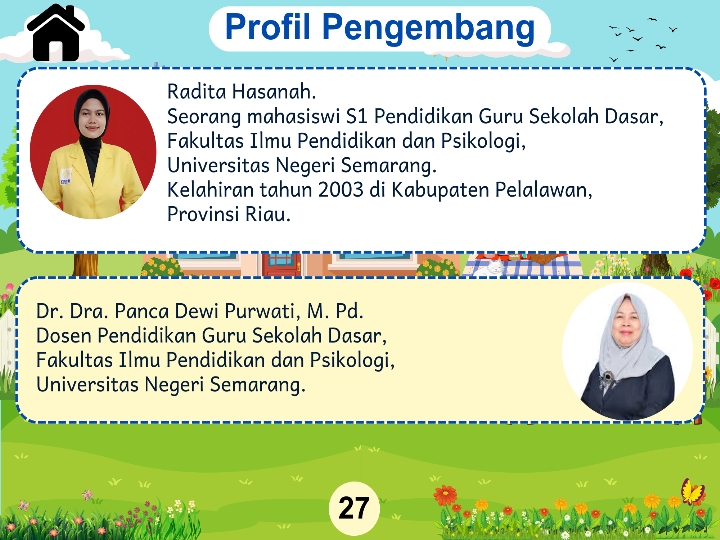 Profil Pengembang
Radita Hasanah.
Seorang mahasiswi S1 Pendidikan Guru Sekolah Dasar,
Fakultas Ilmu Pendidikan dan Psikologi,
Universitas Negeri Semarang.
Kelahiran tahun 2003 di Kabupaten Pelalawan,
Provinsi Riau.
Dr. Dra. Panca Dewi Purwati, M. Pd.
Dosen Pendidikan Guru Sekolah Dasar,
Fakultas Ilmu Pendidikan dan Psikologi,
Universitas Negeri Semarang.
27